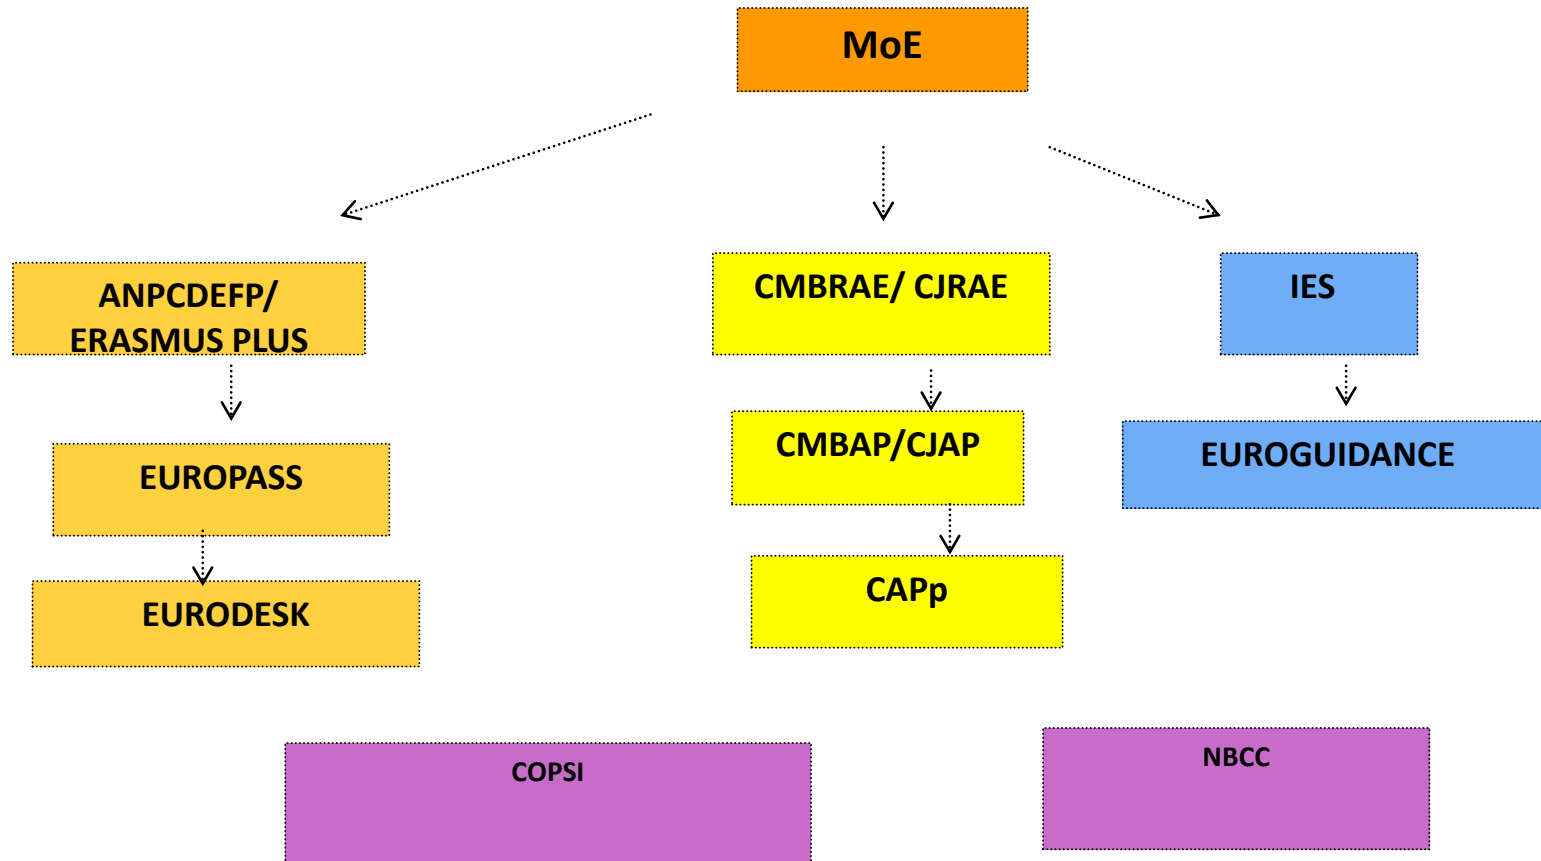 MoE
ANPCDEFP/
ERASMUS PLUS
CMBRAE/ CJRAE
IES
CMBAP/CJAP
EUROGUIDANCE
EUROPASS
CAPp
EURODESK
COPSI
NBCC